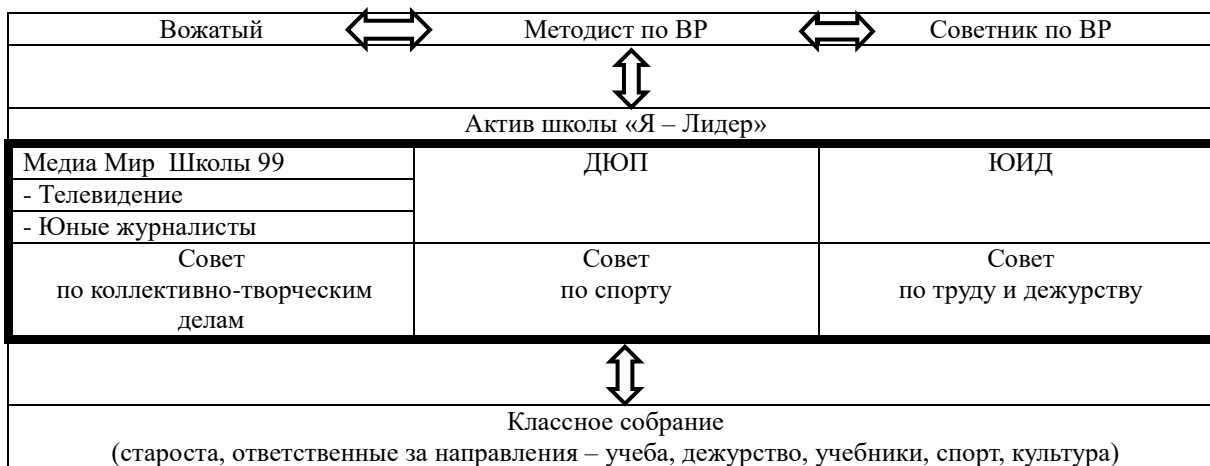 Вожатый
Методист по ВР
Советник по ВР
Актив школы «Я – Лидер»
Медиа Мир Школы 99
- Телевидение
- Юные журналисты
ДЮП
ЮИД
Совет
по коллективно-творческим
делам
Совет
по спорту
Совет
по труду и дежурству
Классное собрание
(староста, ответственные за направления – учеба, дежурство, учебники, спорт, культура)